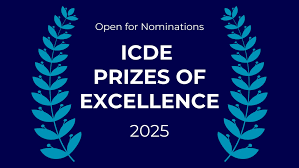 Open for Nominations
ICDE
PRIZES OF
EXCELLENCE
2025